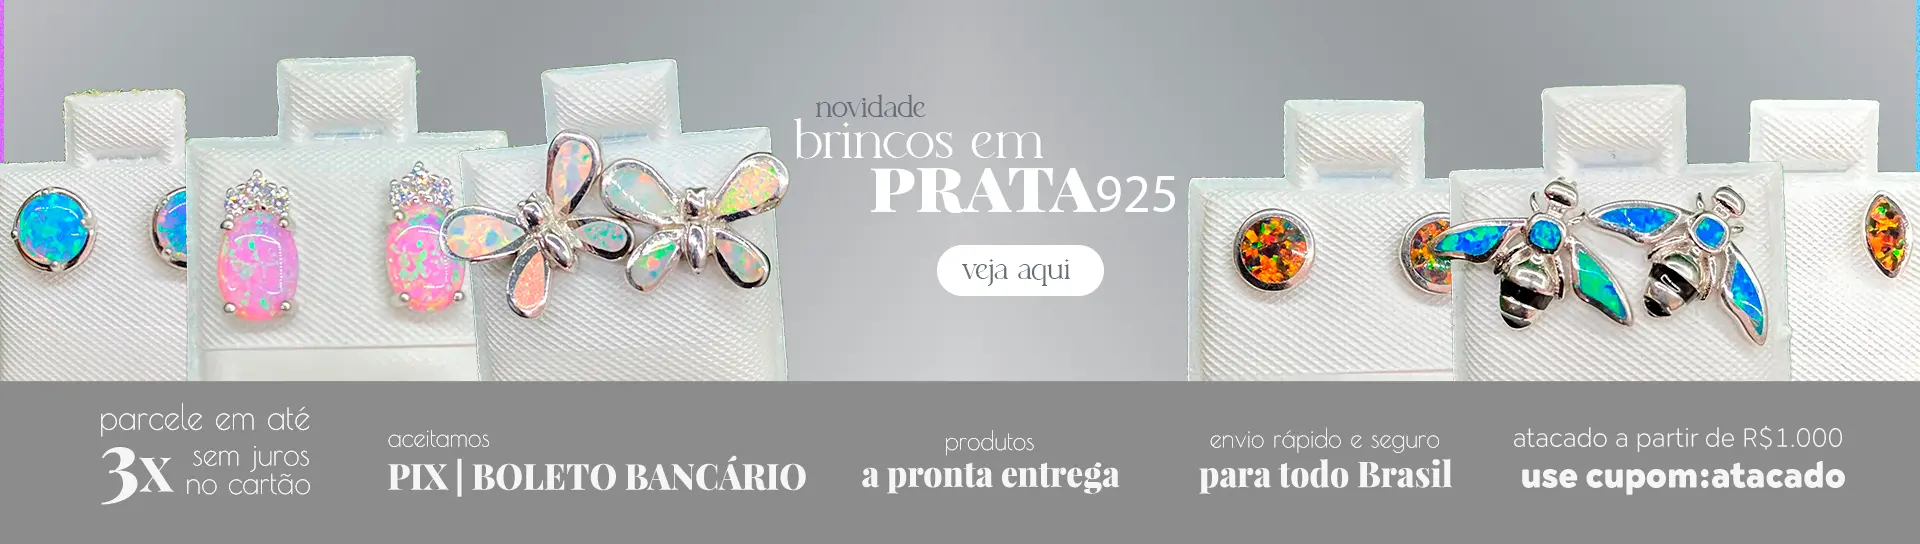 novidade
brincos em
PRATA925
veja aqui
parcele em até
3x sem juros
no cartão
aceitamos
PIX | BOLETO BANCÁRIO
produtos
a pronta entrega
envio rápido e seguro
para todo Brasil
atacado a partir de R$1.000
use cupom:atacado